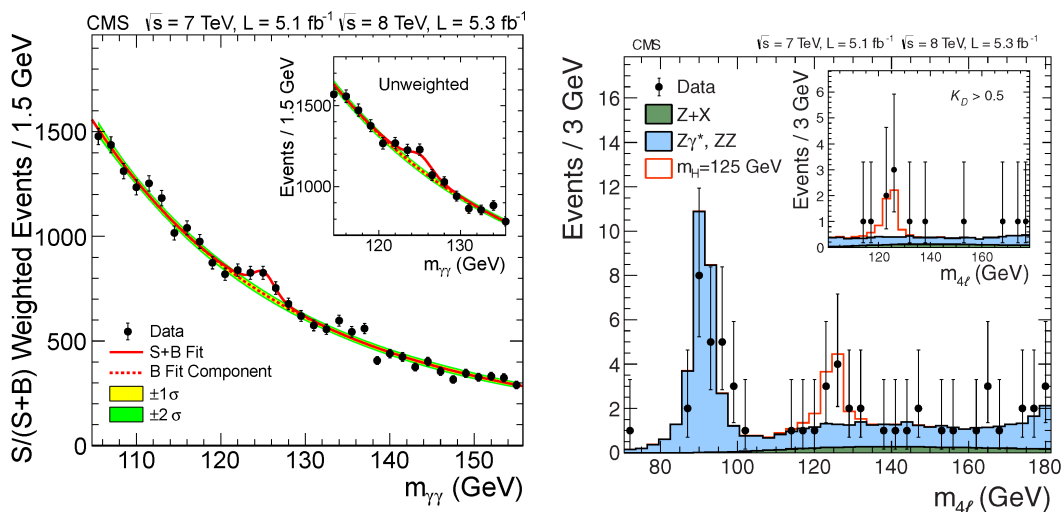 CMS √s = 7 TeV, L = 5.1 fb⁻¹ √s = 8 TeV, L = 5.3 fb⁻¹
S/(S+B) Weighted Events / 1.5 GeV
1500
1000
500
0
Unweighted
Events / 1.5 GeV
1500
1000
120 130
mγγ (GeV)
Data
S+B Fit
B Fit Component
±1σ
±2 σ
110 120 130 140 150
mγγ (GeV)
CMS √s = 7 TeV, L = 5.1 fb⁻¹ √s = 8 TeV, L = 5.3 fb⁻¹
Events / 3 GeV
16
14
12
10
8
6
4
2
0
Data
Z+X
Zγ*, ZZ
mH=125 GeV
Events / 3 GeV
6
5
4
3
2
1
0
KD > 0.5
120 140 160
m4ℓ (GeV)
80 100 120 140 160 180
m4ℓ (GeV)